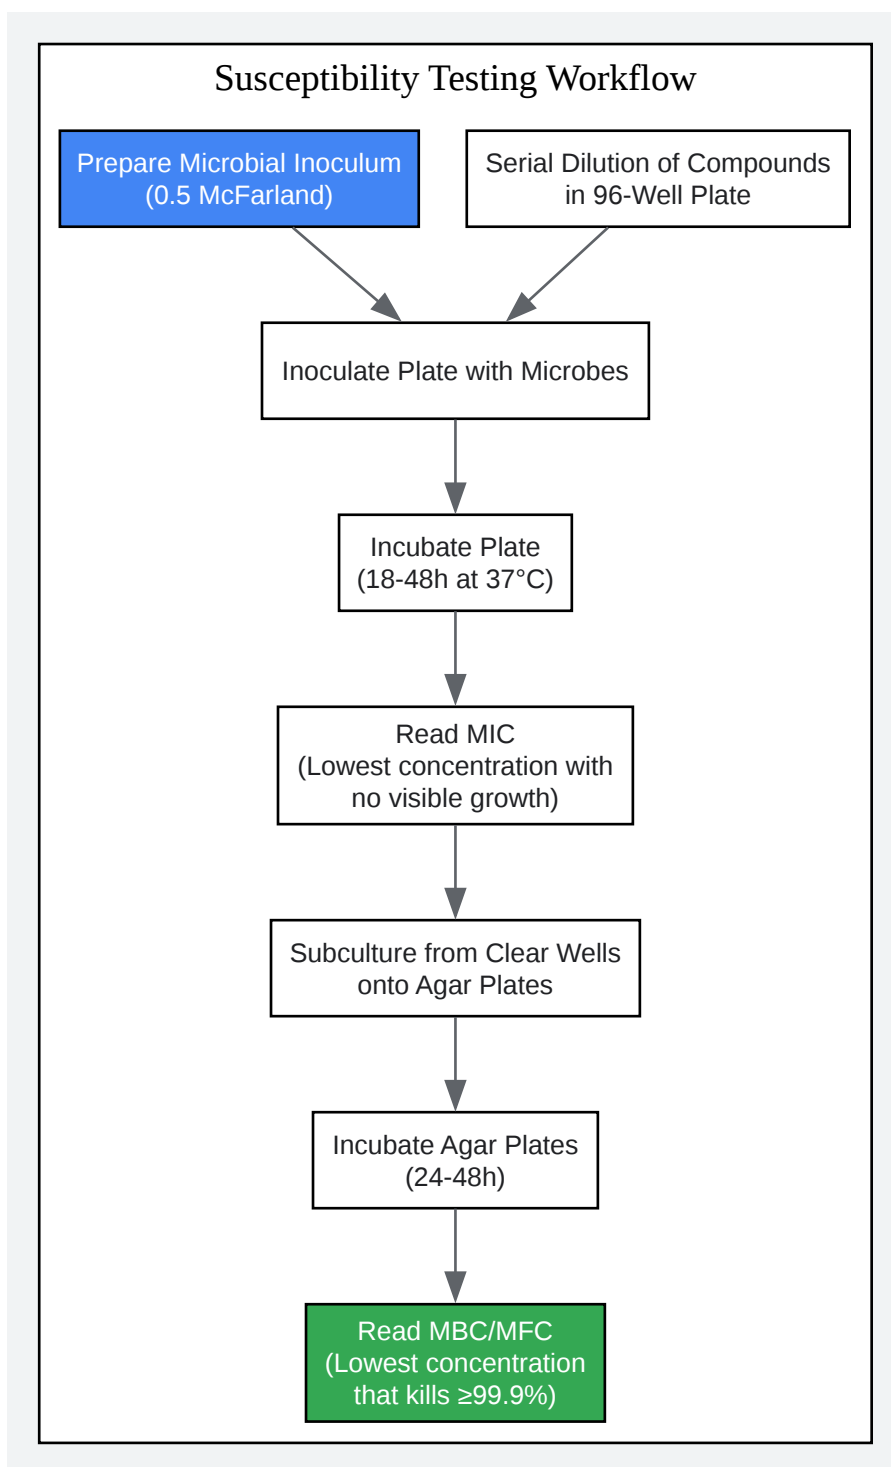 Susceptibility Testing Workflow
Prepare Microbial Inoculum
(0.5 McFarland)
Serial Dilution of Compounds
in 96-Well Plate
Inoculate Plate with Microbes
Incubate Plate
(18-48h at 37°C)
Read MIC
(Lowest concentration with
no visible growth)
Subculture from Clear Wells
onto Agar Plates
Incubate Agar Plates
(24-48h)
Read MBC/MFC
(Lowest concentration
that kills ≥99.9%)